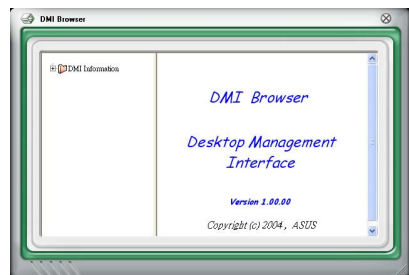 DMI Browser
DMI Information
DMI Browser
Desktop Management
Interface
Version 1.00.00
Copyright (c) 2004, ASUS